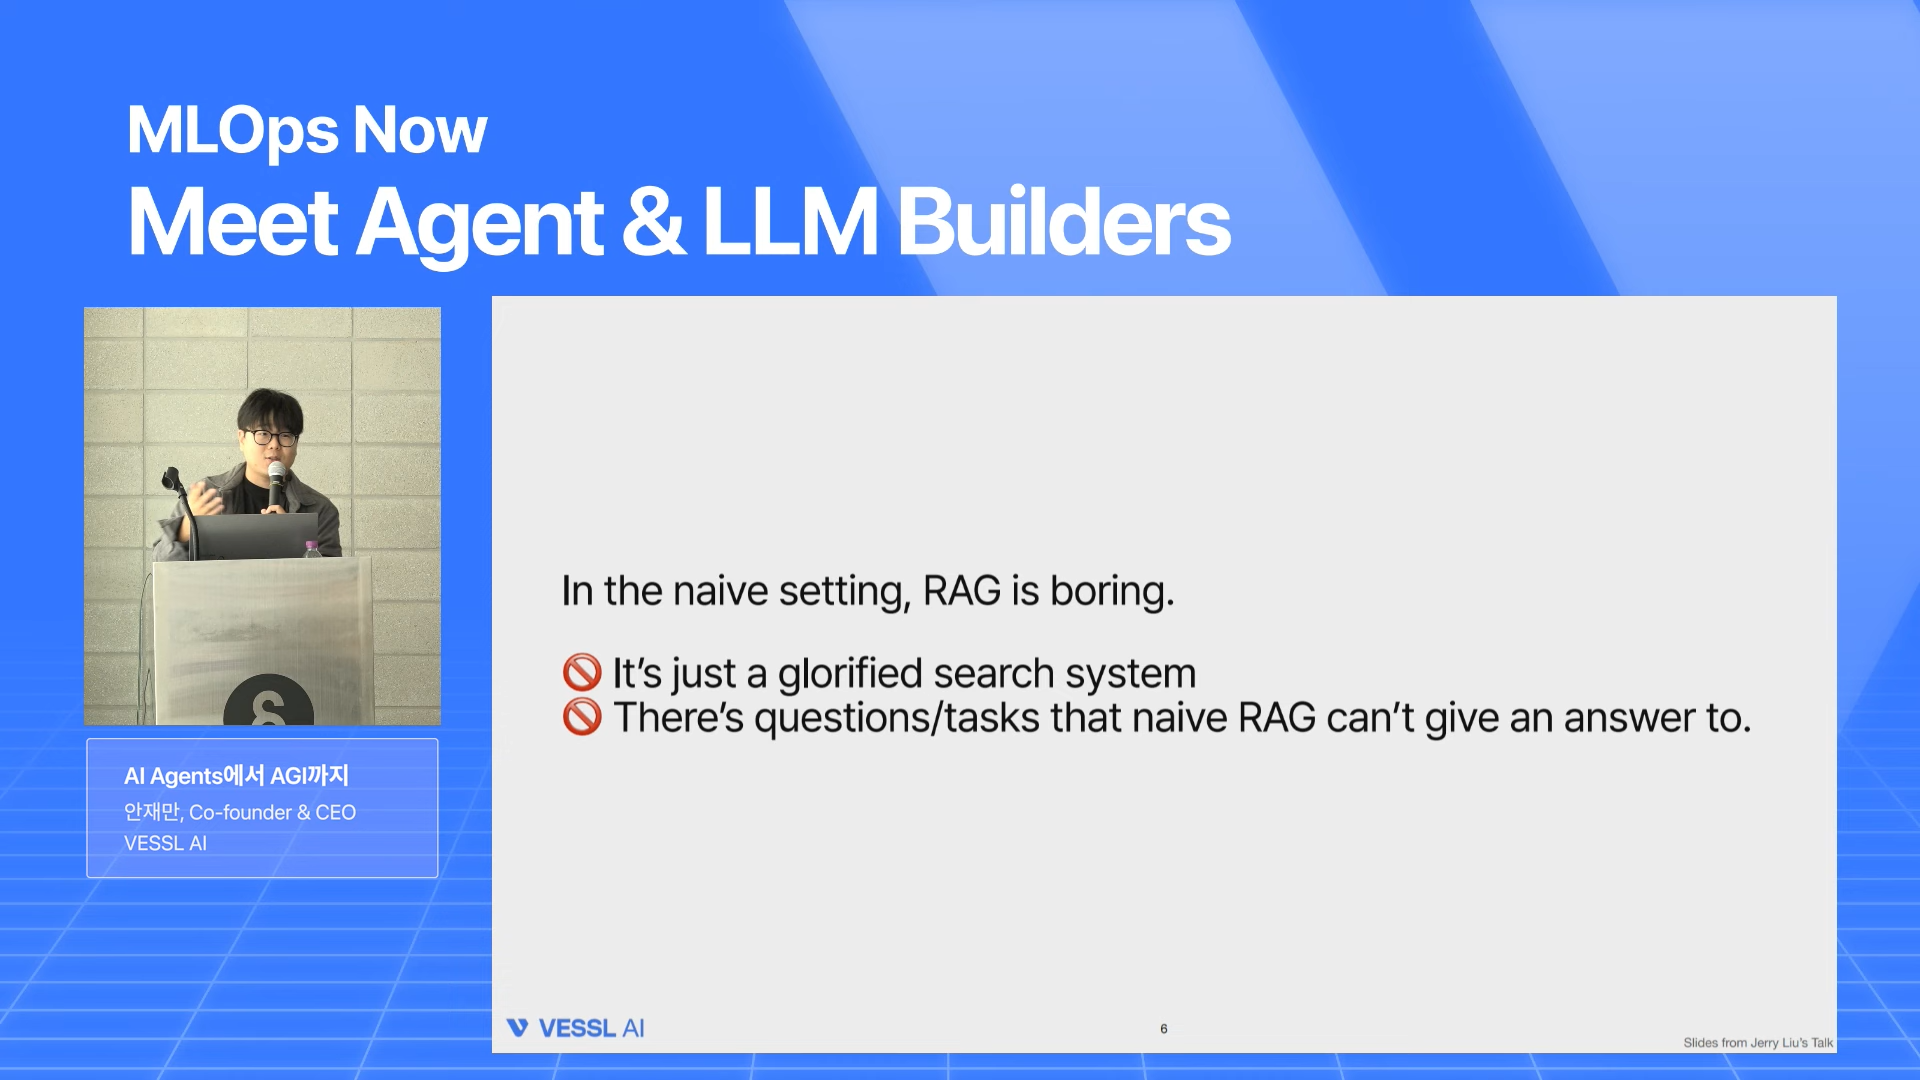 MLOps Now
Meet Agent & LLM Builders
AI Agents에서 AGI까지
안재만, Co-founder & CEO
VESSL AI
In the naive setting, RAG is boring.
🚫 It’s just a glorified search system
🚫 There’s questions/tasks that naive RAG can’t give an answer to.
VESSL AI
6
Slides from Jerry Liu’s Talk